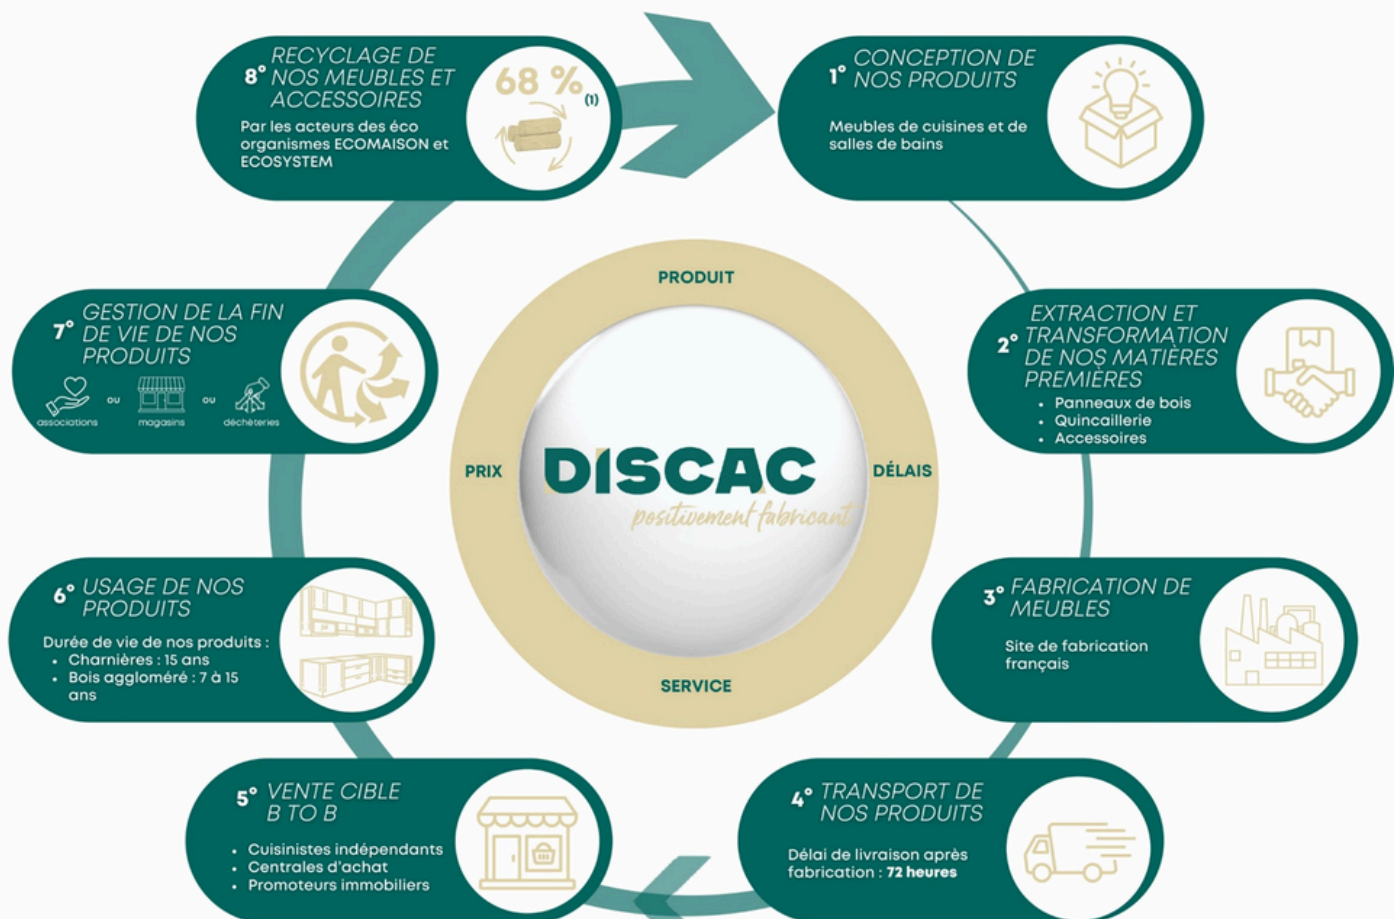 1° CONCEPTION DE
NOS PRODUITS
Meubles de cuisines et de
salles de bains
2° EXTRACTION ET
TRANSFORMATION
DE NOS MATIÈRES
PREMIÈRES
• Panneaux de bois
• Quincaillerie
• Accessoires
3° FABRICATION DE
MEUBLES
Site de fabrication
français
4° TRANSPORT DE
NOS PRODUITS
Délai de livraison après
fabrication : 72 heures
5° VENTE CIBLE
B TO B
• Cuisinistes indépendants
• Centrales d'achat
• Promoteurs immobiliers
6° USAGE DE NOS
PRODUITS
Durée de vie de nos produits :
• Charnières : 15 ans
• Bois aggloméré : 7 à 15
ans
7° GESTION DE LA FIN
DE VIE DE NOS
PRODUITS
associations ou magasins ou déchèteries
8° RECYCLAGE DE
NOS MEUBLES ET
ACCESSOIRES
Par les acteurs des éco
organismes ECOMAISON et
ECOSYSTEM
68 % (1)
PRODUIT
PRIX
DISCAC
positivement fabricant
DÉLAIS
SERVICE